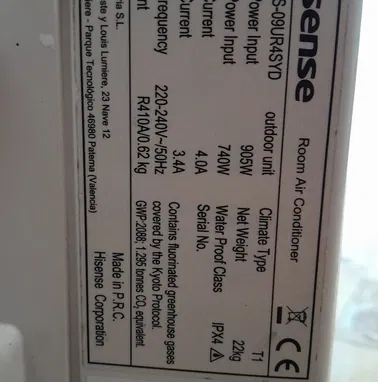 sense
Room Air Conditioner
S-09UR4SYD
outdoor unit
Climate Type T1
Power Input 905W
Net Weight 22kg
Power Input 740W
Water Proof Class IPX4
Current 4.0A
Serial No.
Current 3.4A
Contains fluorinated greenhouse gases
covered by the Kyoto Protocol.
Frequency 220-240V~/50Hz
R410A/0.62 kg
GWP:2088; 1.295 tonnes CO₂ equivalent
Made in P.R.C.
ria S.L.
Hisense Corporation
ste y Louis Lumiere, 23 Nave 12
- Parque Tecnológico 46980 Paterna (Valencia)